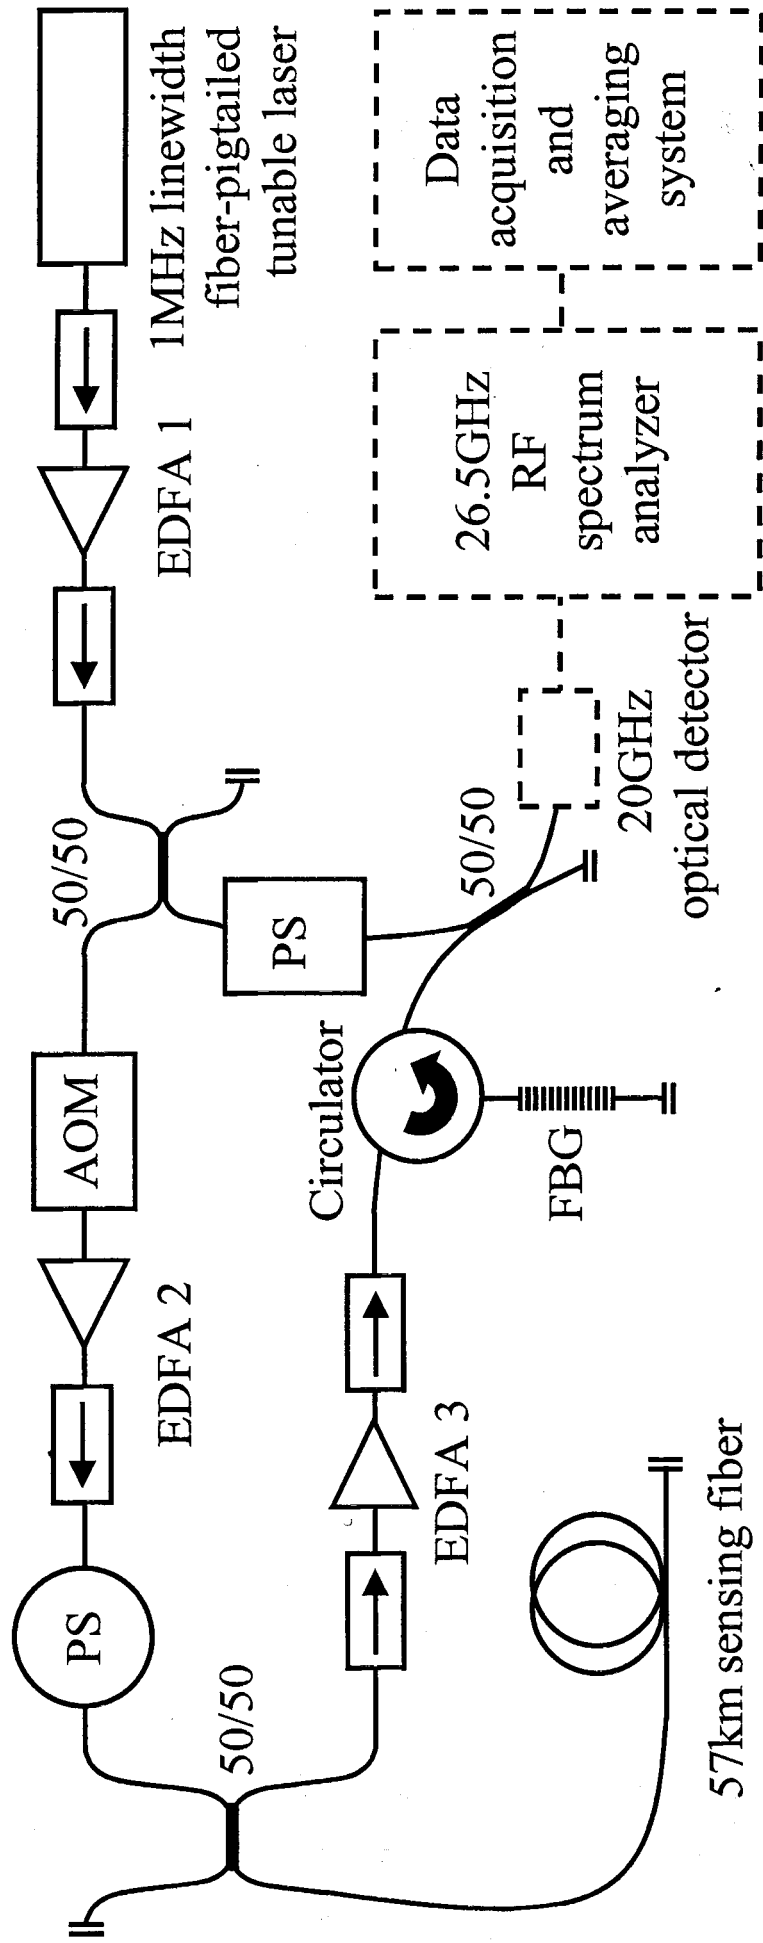 1MHz linewidth
fiber-pigtailed
tunable laser
EDFA 1
50/50
AOM
EDFA 2
PS
50/50
PS
Circulator
EDFA 3
FBG
50/50
20GHz
optical detector
26.5GHz
RF
spectrum
analyzer
Data
acquisition
and
averaging
system
57km sensing fiber